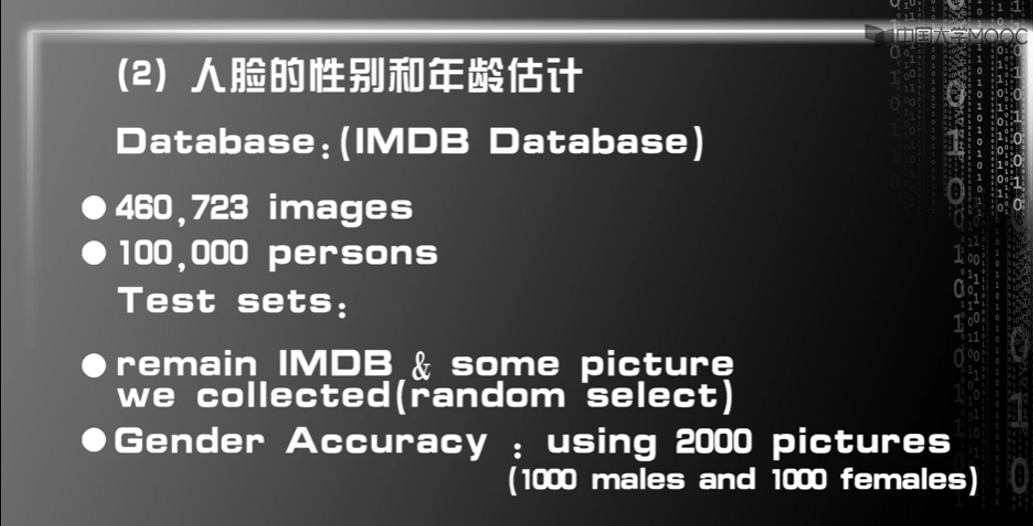 中国大学MOOC
(2) 人脸的性别和年龄估计
Database:(IMDB Database)
460,723 images
100,000 persons
Test sets:
remain IMDB & some picture
we collected(random select)
Gender Accuracy : using 2000 pictures
(1000 males and 1000 females)